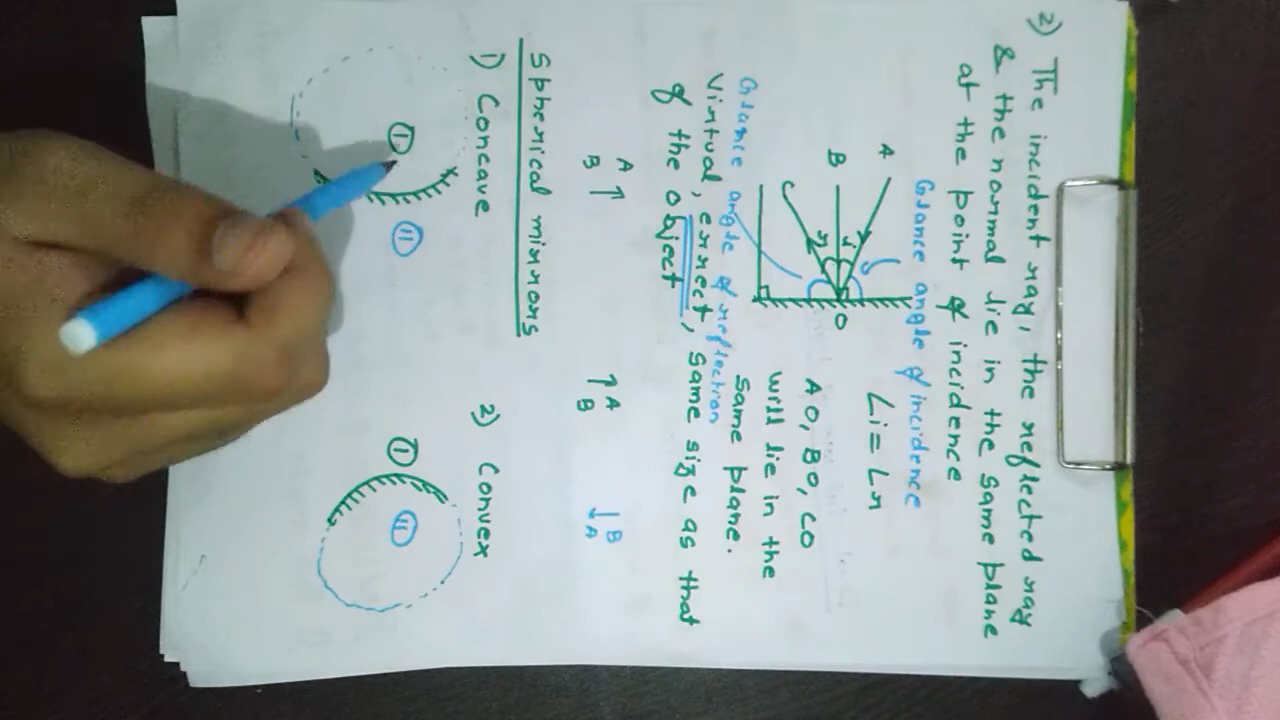 2) The incident ray, the reflected ray
& the normal lie in the same plane
at the point of incidence
Glance angle of incidence
A
B
C
i
r
O
∠i = ∠r
AO, BO, CO
will lie in the
same plane.
Glance angle of reflection
Virtual, errect, same size as that
of the object
A ↑ A B
B ↑ B ↓ A
Spherical mirrors
1) Concave 2) Convex
I II I II